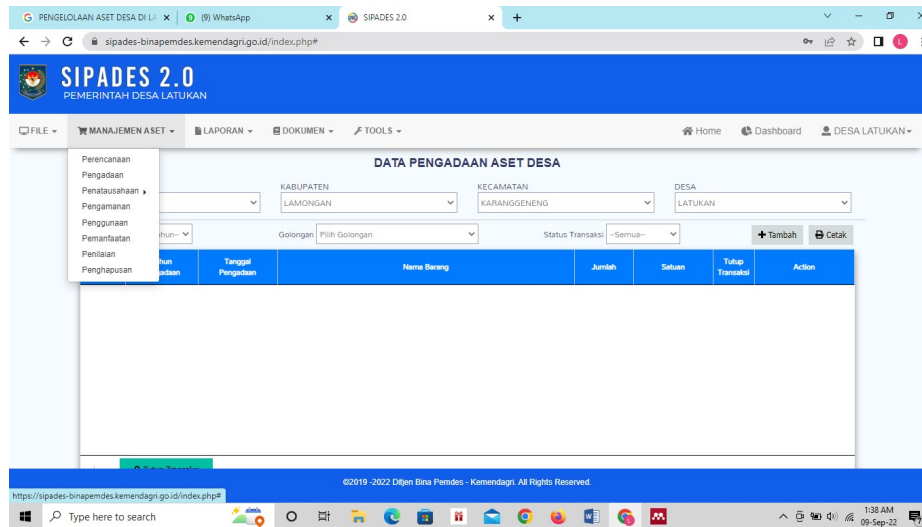 PENGELOLAAN ASET DESA DI LA
(9) WhatsApp
SIPADES 2.0
sipades-binapemdes.kemendagri.go.id/index.php#
L
SIPADES 2.0
PEMERINTAH DESA LATUKAN
FILE
MANAJEMEN ASET
LAPORAN
DOKUMEN
TOOLS
Home
Dashboard
DESA LATUKAN
Perencanaan
Pengadaan
Penatausahaan
Pengamanan
Penggunaan
Pemanfaatan
Penilaian
Penghapusan
DATA PENGADAAN ASET DESA
KABUPATEN
KECAMATAN
DESA
LAMONGAN
KARANGGENENG
LATUKAN
Golongan
Pilih Golongan
Status Transaksi
--Semua--
Tambah
Cetak
Tanggal
Pengadaan
Nama Barang
Jumlah
Satuan
Tutup
Transaksi
Action
Tutup Transaksi
©2019 -2022 Ditjen Bina Pemdes - Kemendagri. All Rights Reserved.
https://sipades-binapemdes.kemendagri.go.id/index.php#
Type here to search
1:38 AM
09-Sep-22